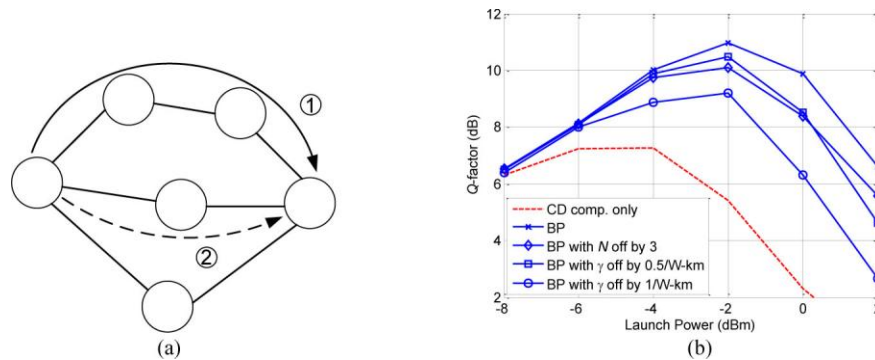 ①
②
(a)
12
10
8
6
4
2
Q-factor (dB)
CD comp. only
BP
BP with N off by 3
BP with γ off by 0.5/W-km
BP with γ off by 1/W-km
-8
-6
-4
-2
0
2
Launch Power (dBm)
(b)